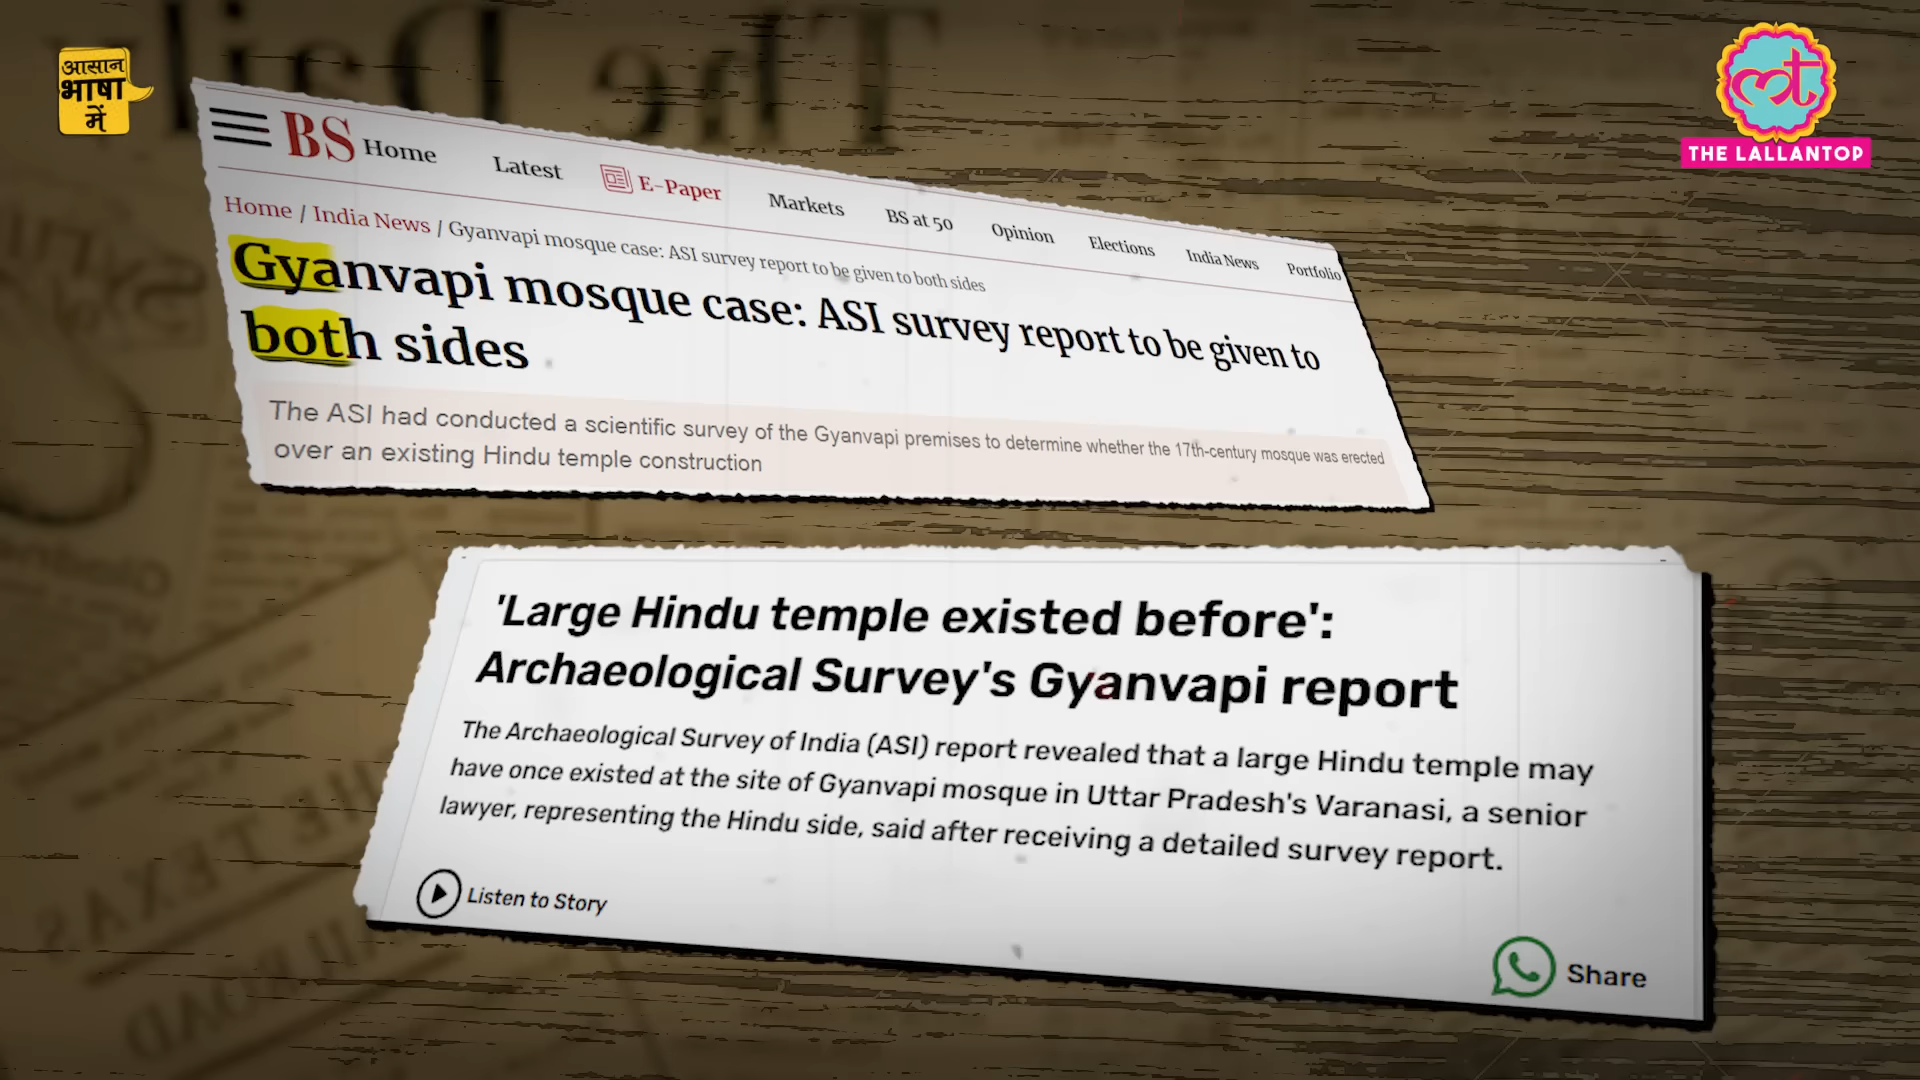 आसान
भाषा
में
THE LALLANTOP
The Daily
BS Home Latest E-Paper Markets BS at 50 Opinion Elections India News Portfolio
Home / India News / Gyanvapi mosque case: ASI survey report to be given to both sides
Gyanvapi mosque case: ASI survey report to be given to
both sides
The ASI had conducted a scientific survey of the Gyanvapi premises to determine whether the 17th-century mosque was erected
over an existing Hindu temple construction
'Large Hindu temple existed before':
Archaeological Survey's Gyanvapi report
The Archaeological Survey of India (ASI) report revealed that a large Hindu temple may
have once existed at the site of Gyanvapi mosque in Uttar Pradesh's Varanasi, a senior
lawyer, representing the Hindu side, said after receiving a detailed survey report.
Listen to Story
Share
THE TEXAS
RAILROAD